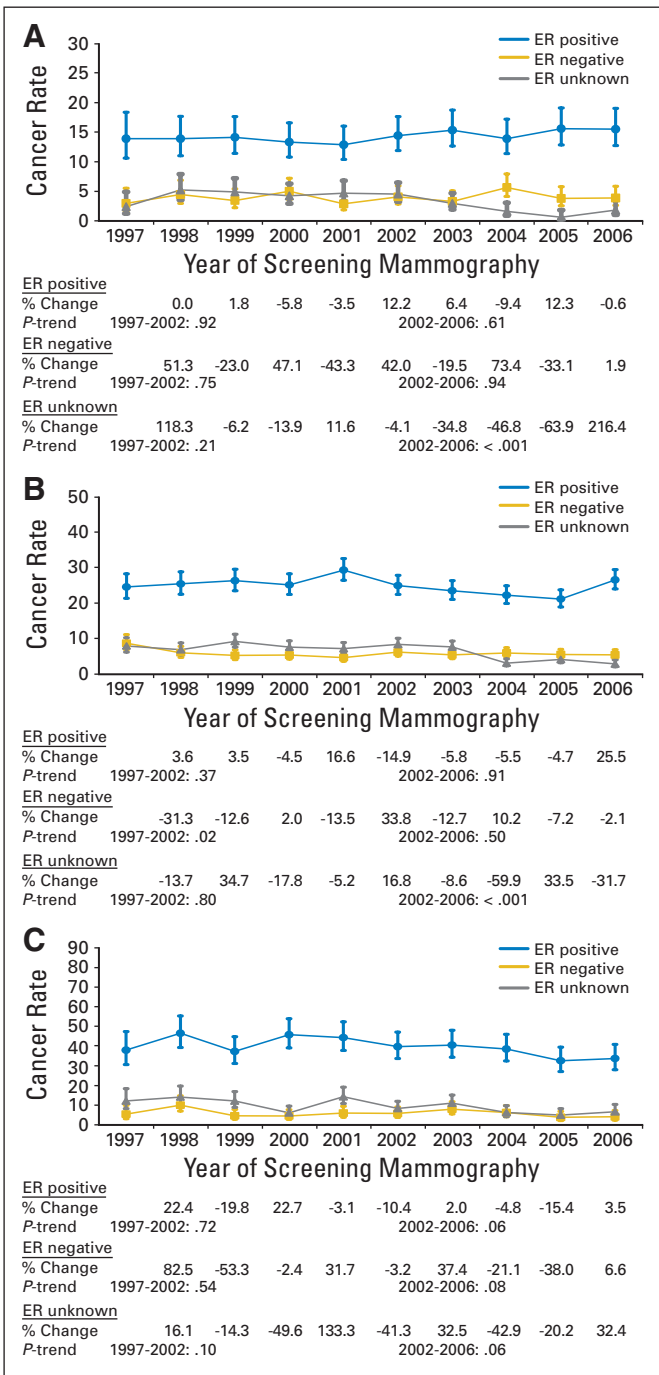 A
ER positive
ER negative
ER unknown
30
25
20
15
10
5
0
Cancer Rate
1997 1998 1999 2000 2001 2002 2003 2004 2005 2006
Year of Screening Mammography
ER positive
% Change 0.0 1.8 -5.8 -3.5 12.2 6.4 -9.4 12.3 -0.6
P-trend 1997-2002: .92 2002-2006: .61
ER negative
% Change 51.3 -23.0 47.1 -43.3 42.0 -19.5 73.4 -33.1 1.9
P-trend 1997-2002: .75 2002-2006: .94
ER unknown
% Change 118.3 -6.2 -13.9 11.6 -4.1 -34.8 -46.8 -63.9 216.4
P-trend 1997-2002: .21 2002-2006: < .001
B
ER positive
ER negative
ER unknown
50
40
30
20
10
0
Cancer Rate
1997 1998 1999 2000 2001 2002 2003 2004 2005 2006
Year of Screening Mammography
ER positive
% Change 3.6 3.5 -4.5 16.6 -14.9 -5.8 -5.5 -4.7 25.5
P-trend 1997-2002: .37 2002-2006: .91
ER negative
% Change -31.3 -12.6 2.0 -13.5 33.8 -12.7 10.2 -7.2 -2.1
P-trend 1997-2002: .02 2002-2006: .50
ER unknown
% Change -13.7 34.7 -17.8 -5.2 16.8 -8.6 -59.9 33.5 -31.7
P-trend 1997-2002: .80 2002-2006: < .001
C
ER positive
ER negative
ER unknown
90
80
70
60
50
40
30
20
10
0
Cancer Rate
1997 1998 1999 2000 2001 2002 2003 2004 2005 2006
Year of Screening Mammography
ER positive
% Change 22.4 -19.8 22.7 -3.1 -10.4 2.0 -4.8 -15.4 3.5
P-trend 1997-2002: .72 2002-2006: .06
ER negative
% Change 82.5 -53.3 -2.4 31.7 -3.2 37.4 -21.1 -38.0 6.6
P-trend 1997-2002: .54 2002-2006: .08
ER unknown
% Change 16.1 -14.3 -49.6 133.3 -41.3 32.5 -42.9 -20.2 32.4
P-trend 1997-2002: .10 2002-2006: .06